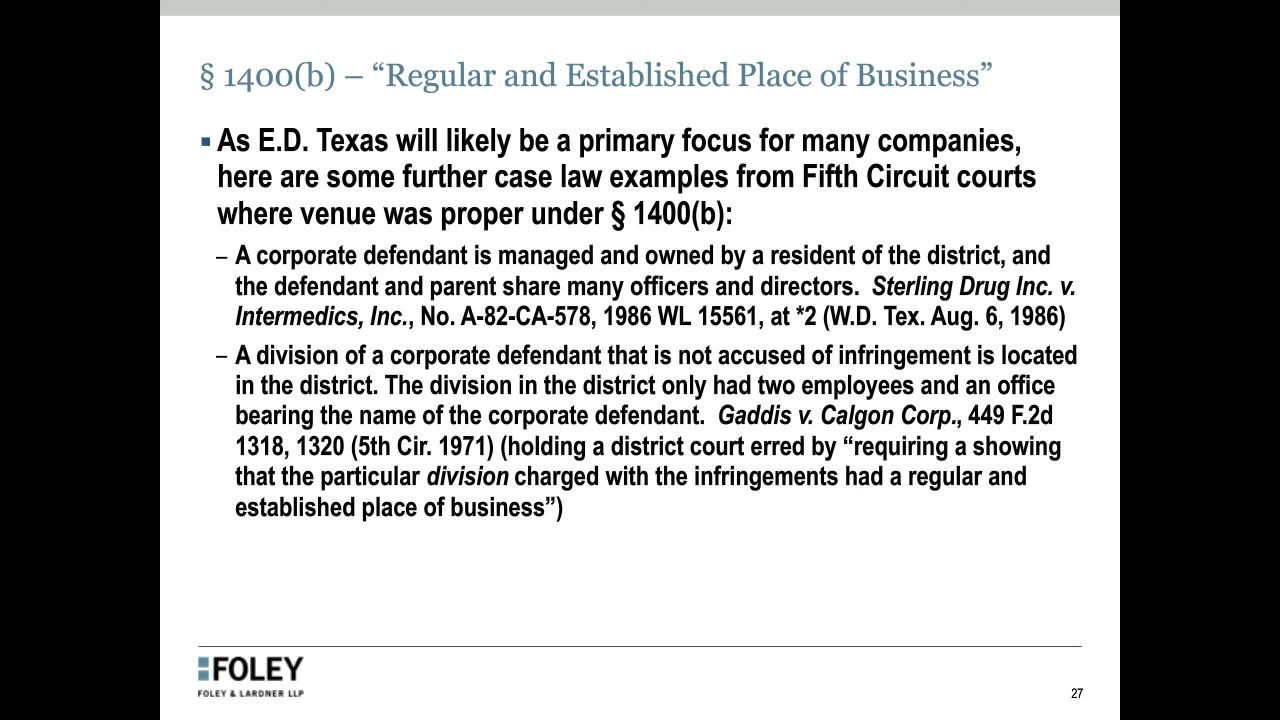 § 1400(b) – “Regular and Established Place of Business”
▪ As E.D. Texas will likely be a primary focus for many companies,
here are some further case law examples from Fifth Circuit courts
where venue was proper under § 1400(b):
– A corporate defendant is managed and owned by a resident of the district, and
the defendant and parent share many officers and directors. Sterling Drug Inc. v.
Intermedics, Inc., No. A-82-CA-578, 1986 WL 15561, at *2 (W.D. Tex. Aug. 6, 1986)
– A division of a corporate defendant that is not accused of infringement is located
in the district. The division in the district only had two employees and an office
bearing the name of the corporate defendant. Gaddis v. Calgon Corp., 449 F.2d
1318, 1320 (5th Cir. 1971) (holding a district court erred by “requiring a showing
that the particular division charged with the infringements had a regular and
established place of business”)
FOLEY
FOLEY & LARDNER LLP
27